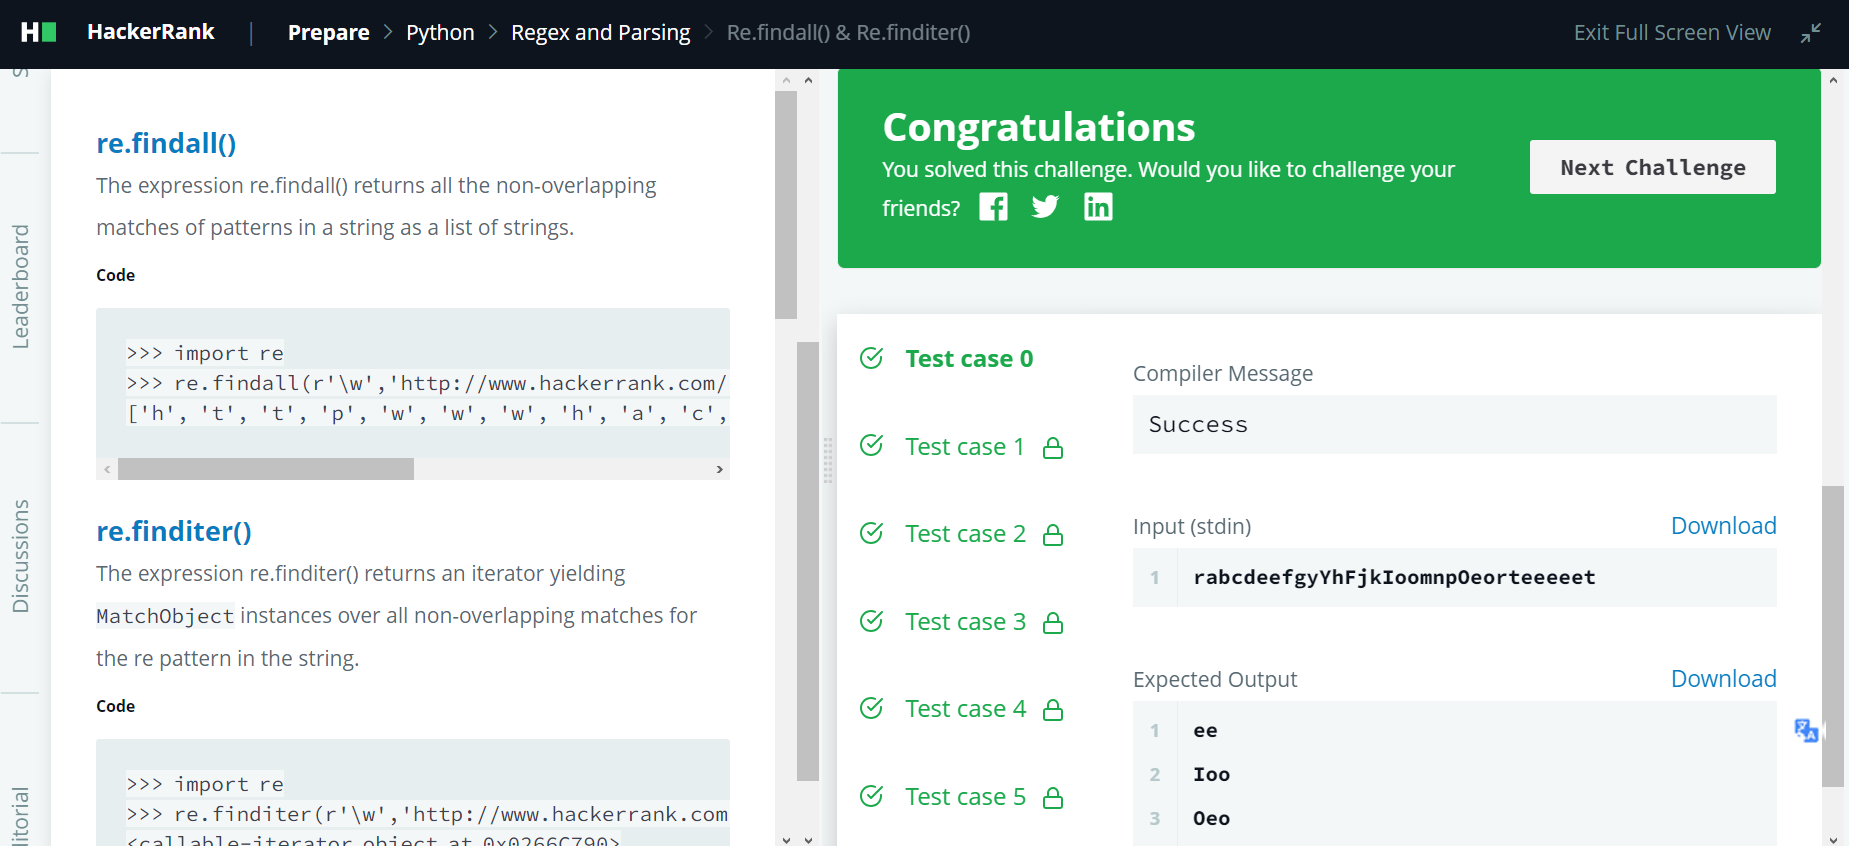 H
HackerRank | Prepare > Python > Regex and Parsing > Re.findall() & Re.finditer()
Exit Full Screen View
S
Leaderboard
Discussions
ditorial
re.findall()
The expression re.findall() returns all the non-overlapping
matches of patterns in a string as a list of strings.
Code
>>> import re
>>> re.findall(r'\w','http://www.hackerrank.com/
['h', 't', 't', 'p', 'w', 'w', 'w', 'h', 'a', 'c',
re.finditer()
The expression re.finditer() returns an iterator yielding
MatchObject instances over all non-overlapping matches for
the re pattern in the string.
Code
>>> import re
>>> re.finditer(r'\w','http://www.hackerrank.com
<callable-iterator object at 0x0266C790>
Congratulations
You solved this challenge. Would you like to challenge your
friends?
Next Challenge
Test case 0
Test case 1
Test case 2
Test case 3
Test case 4
Test case 5
Compiler Message
Success
Input (stdin)
Download
1 rabcdeefgyYhFjkIoomnpOeorteeeeet
Expected Output
Download
1 ee
2 Ioo
3 Oeo